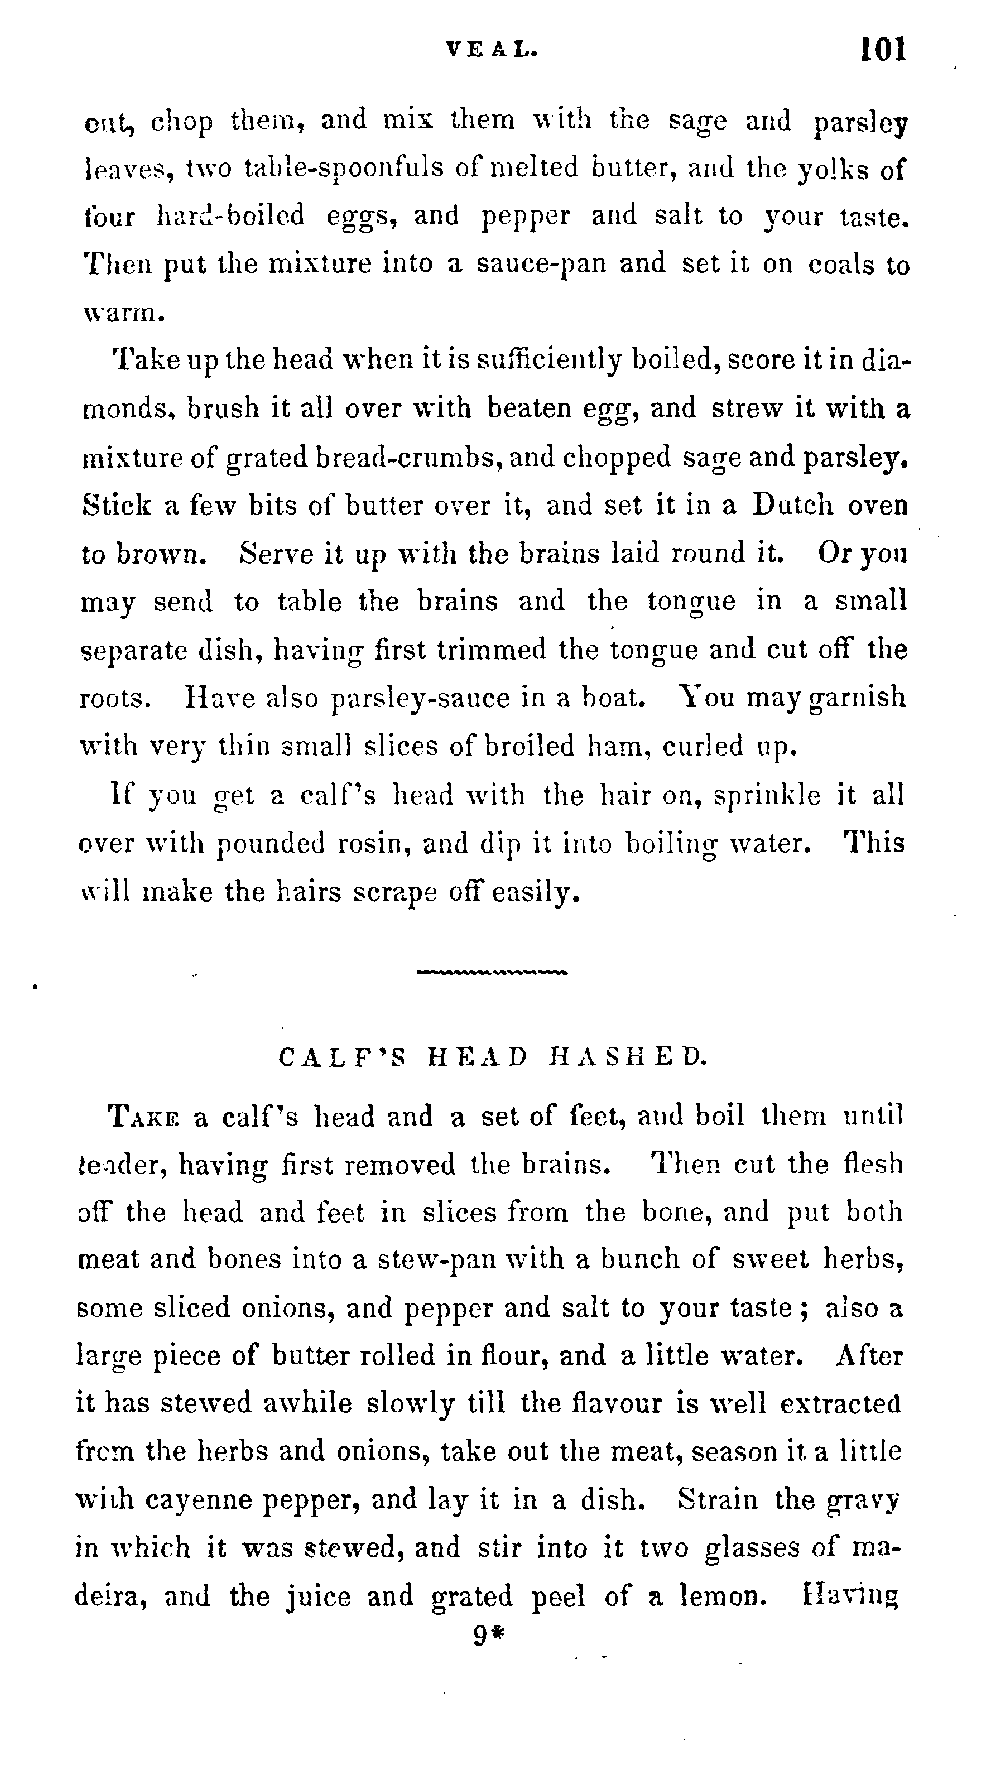 VEAL. 101
out, chop them, and mix them with the sage and parsley
leaves, two table-spoonfuls of melted butter, and the yolks of
four hard-boiled eggs, and pepper and salt to your taste.
Then put the mixture into a sauce-pan and set it on coals to
warm.
Take up the head when it is sufficiently boiled, score it in dia-
monds, brush it all over with beaten egg, and strew it with a
mixture of grated bread-crumbs, and chopped sage and parsley.
Stick a few bits of butter over it, and set it in a Dutch oven
to brown. Serve it up with the brains laid round it. Or you
may send to table the brains and the tongue in a small
separate dish, having first trimmed the tongue and cut off the
roots. Have also parsley-sauce in a boat. You may garnish
with very thin small slices of broiled ham, curled up.
If you get a calf's head with the hair on, sprinkle it all
over with pounded rosin, and dip it into boiling water. This
will make the hairs scrape off easily.
CALF'S HEAD HASHED.
TAKE a calf's head and a set of feet, and boil them until
tender, having first removed the brains. Then cut the flesh
off the head and feet in slices from the bone, and put both
meat and bones into a stew-pan with a bunch of sweet herbs,
some sliced onions, and pepper and salt to your taste; also a
large piece of butter rolled in flour, and a little water. After
it has stewed awhile slowly till the flavour is well extracted
from the herbs and onions, take out the meat, season it a little
with cayenne pepper, and lay it in a dish. Strain the gravy
in which it was stewed, and stir into it two glasses of ma-
deira, and the juice and grated peel of a lemon. Having
9*